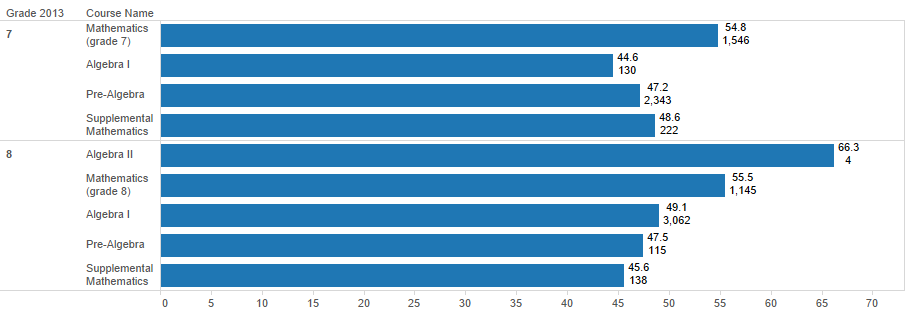 Grade 2013 Course Name
7
Mathematics
(grade 7)
54.8
1,546
Algebra I
44.6
130
Pre-Algebra
47.2
2,343
Supplemental
Mathematics
48.6
222
8
Algebra II
66.3
4
Mathematics
(grade 8)
55.5
1,145
Algebra I
49.1
3,062
Pre-Algebra
47.5
115
Supplemental
Mathematics
45.6
138
0 5 10 15 20 25 30 35 40 45 50 55 60 65 70